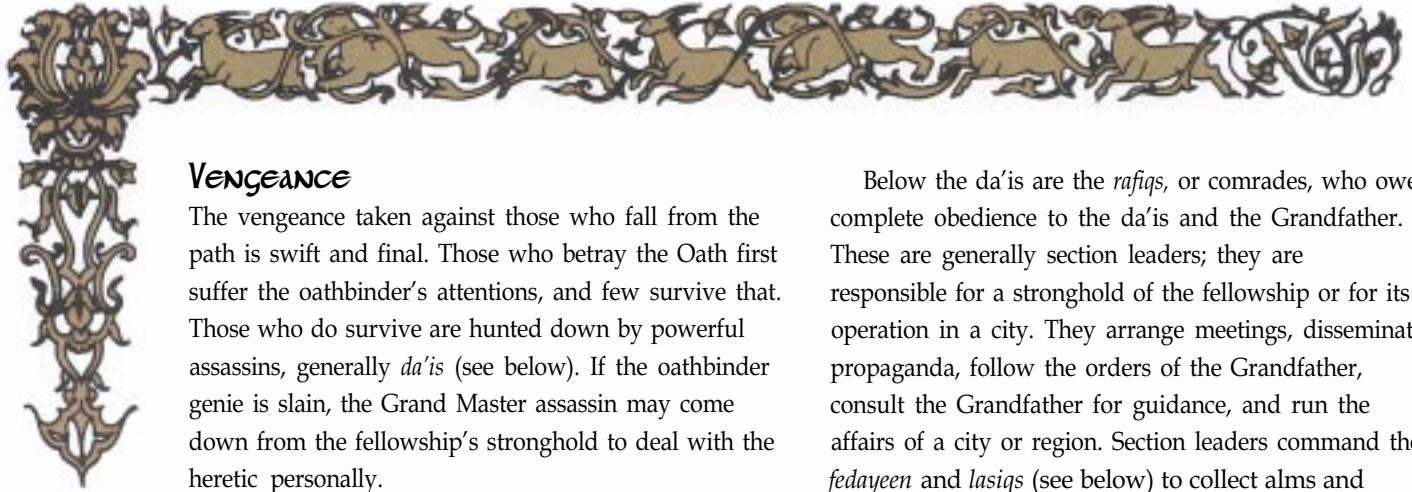 Vengeance
The vengeance taken against those who fall from the
path is swift and final. Those who betray the Oath first
suffer the oathbinder's attentions, and few survive that.
Those who do survive are hunted down by powerful
assassins, generally da'is (see below). If the oathbinder
genie is slain, the Grand Master assassin may come
down from the fellowship's stronghold to deal with the
heretic personally.
Below the da'is are the rafiqs, or comrades, who owe
complete obedience to the da'is and the Grandfather.
These are generally section leaders; they are
responsible for a stronghold of the fellowship or for its
operation in a city. They arrange meetings, disseminat
propaganda, follow the orders of the Grandfather,
consult the Grandfather for guidance, and run the
affairs of a city or region. Section leaders command the
fedayeen and lasiqs (see below) to collect alms and